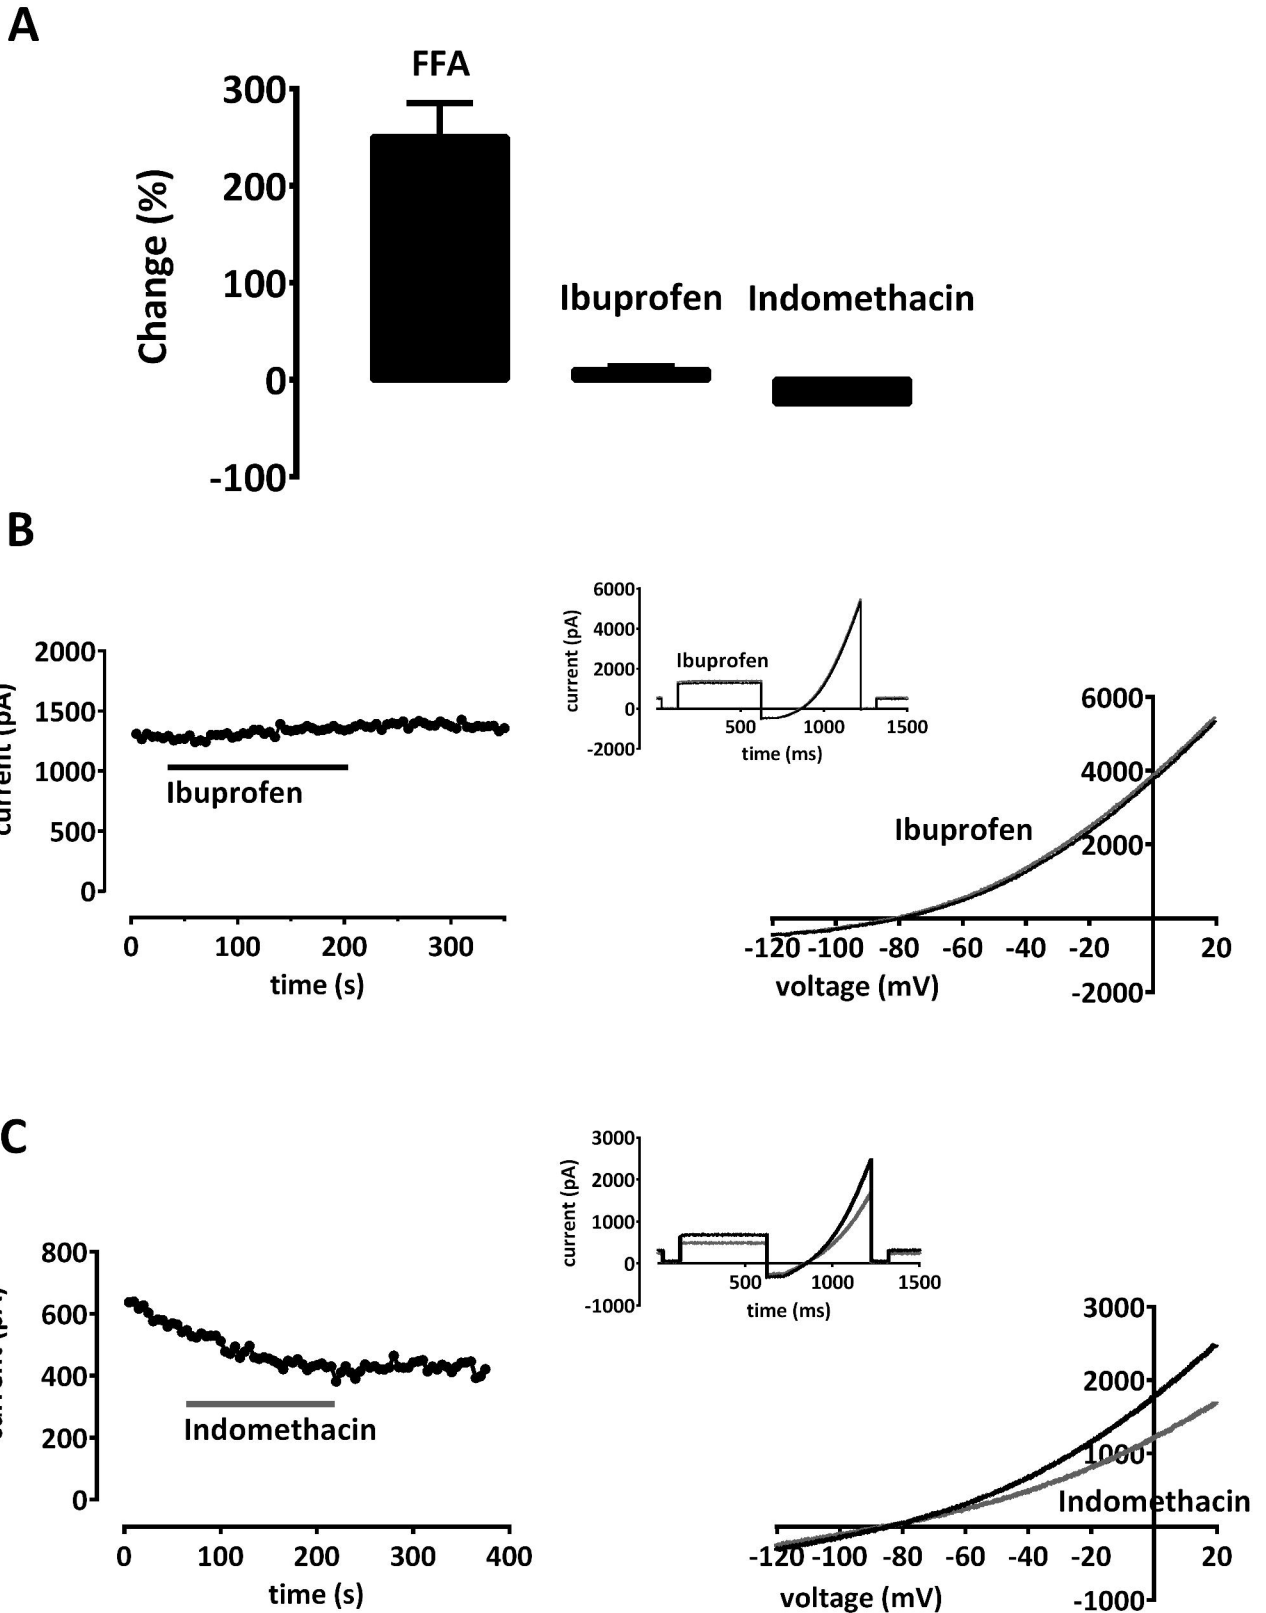 A
FFA
300
200
100
0
-100
Change (%)
Ibuprofen Indomethacin
B
2000
1500
1000
500
0
current (pA)
Ibuprofen
0 100 200 300
time (s)
6000
4000
2000
0
-2000
current (pA)
Ibuprofen
500 1000 1500
time (ms)
6000
4000
2000
-2000
Ibuprofen
-120 -100 -80 -60 -40 -20 20
voltage (mV)
C
800
600
400
200
0
Indomethacin
0 100 200 300 400
time (s)
3000
2000
1000
0
-1000
current (pA)
500 1000 1500
time (ms)
3000
2000
1000
-1000
Indomethacin
-120 -100 -80 -60 -40 -20 20
voltage (mV)